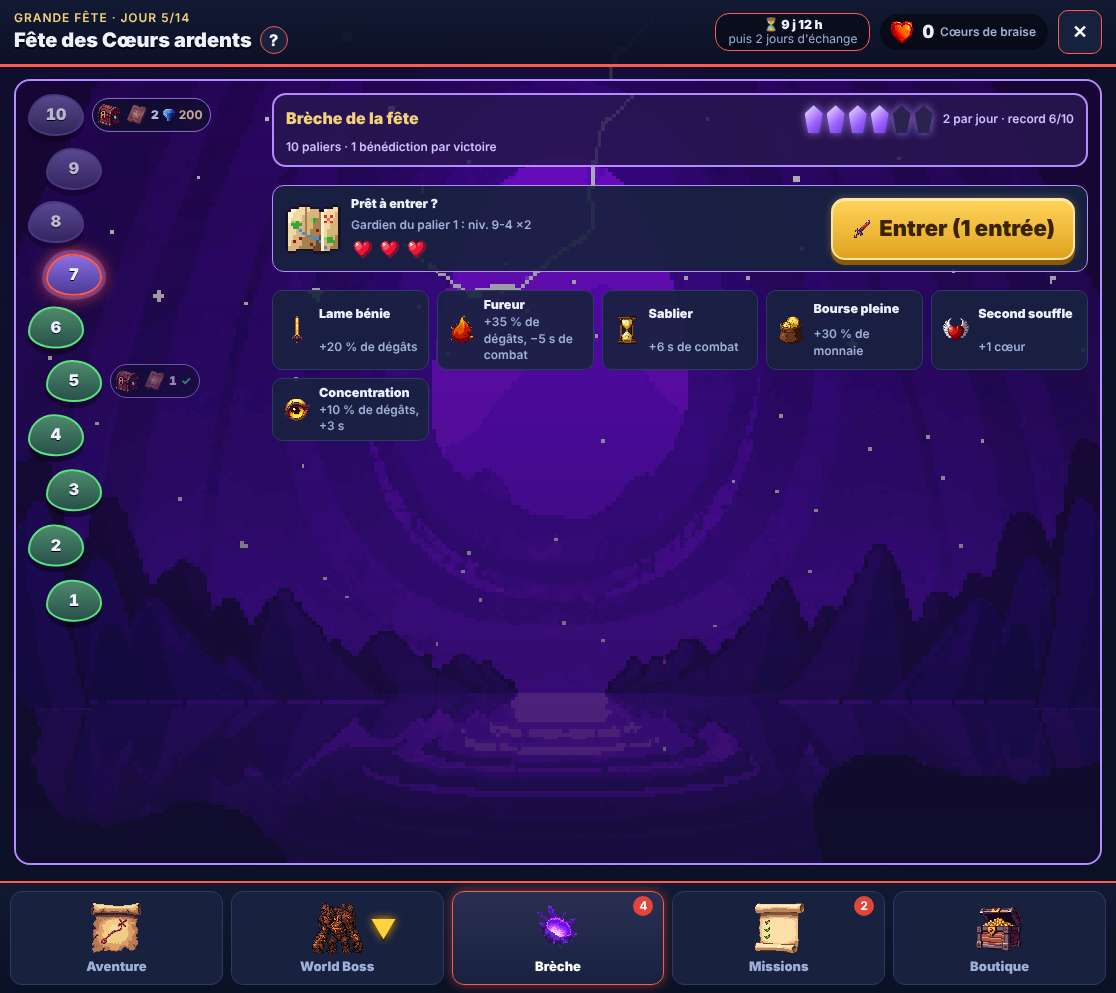 GRANDE FÊTE · JOUR 5/14
Fête des Cœurs ardents ?
⏳ 9 j 12 h
puis 2 jours d'échange
0 Cœurs de braise
✕
10 2 200
9
8
7
6
5 1 ✓
4
3
2
1
Brèche de la fête
10 paliers · 1 bénédiction par victoire
2 par jour · record 6/10
Prêt à entrer ?
Gardien du palier 1 : niv. 9-4 ×2
Entrer (1 entrée)
Lame bénie
+20 % de dégâts
Fureur
+35 % de
dégâts, −5 s de
combat
Sablier
+6 s de combat
Bourse pleine
+30 % de
monnaie
Second souffle
+1 cœur
Concentration
+10 % de dégâts,
+3 s
Aventure
World Boss
4
Brèche
2
Missions
Boutique